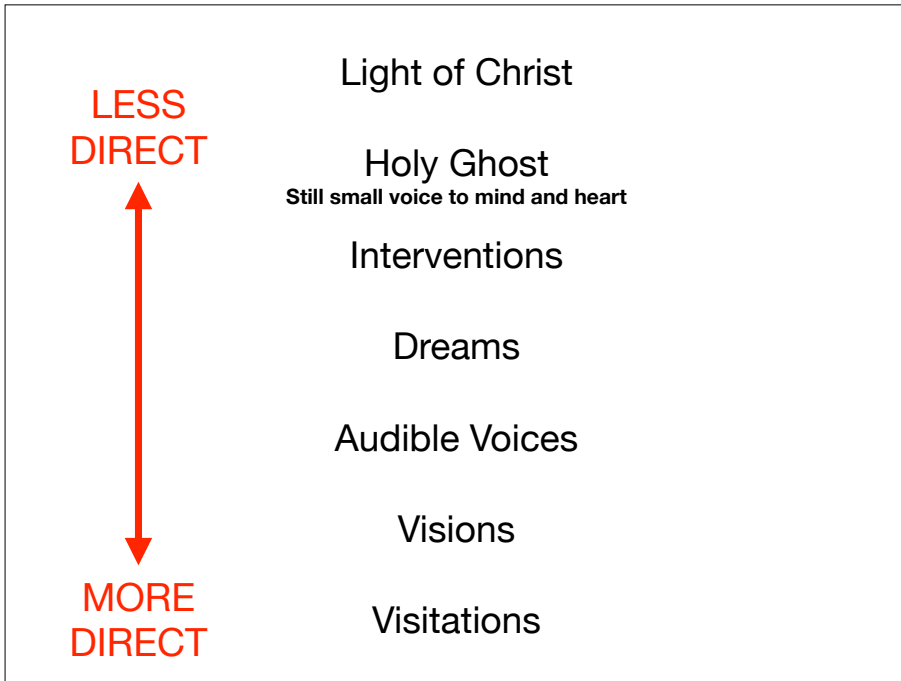 Light of Christ
LESS
DIRECT
Holy Ghost
Still small voice to mind and heart
Interventions
Dreams
Audible Voices
Visions
MORE
DIRECT
Visitations